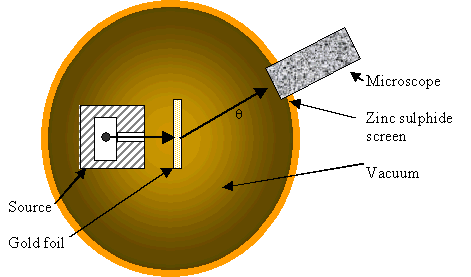 Microscope
θ
Zinc sulphide
screen
Vacuum
Source
Gold foil